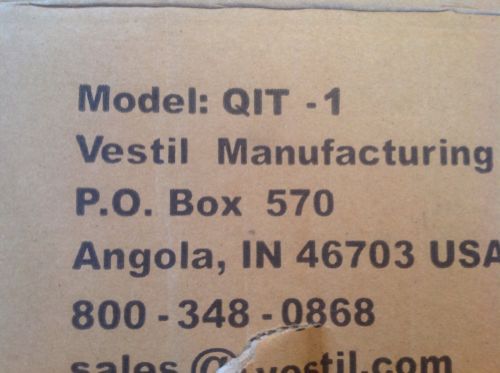 Model: QIT -1
Vestil Manufacturing
P.O. Box 570
Angola, IN 46703 USA
800 - 348 - 0868
sales@vestil.com